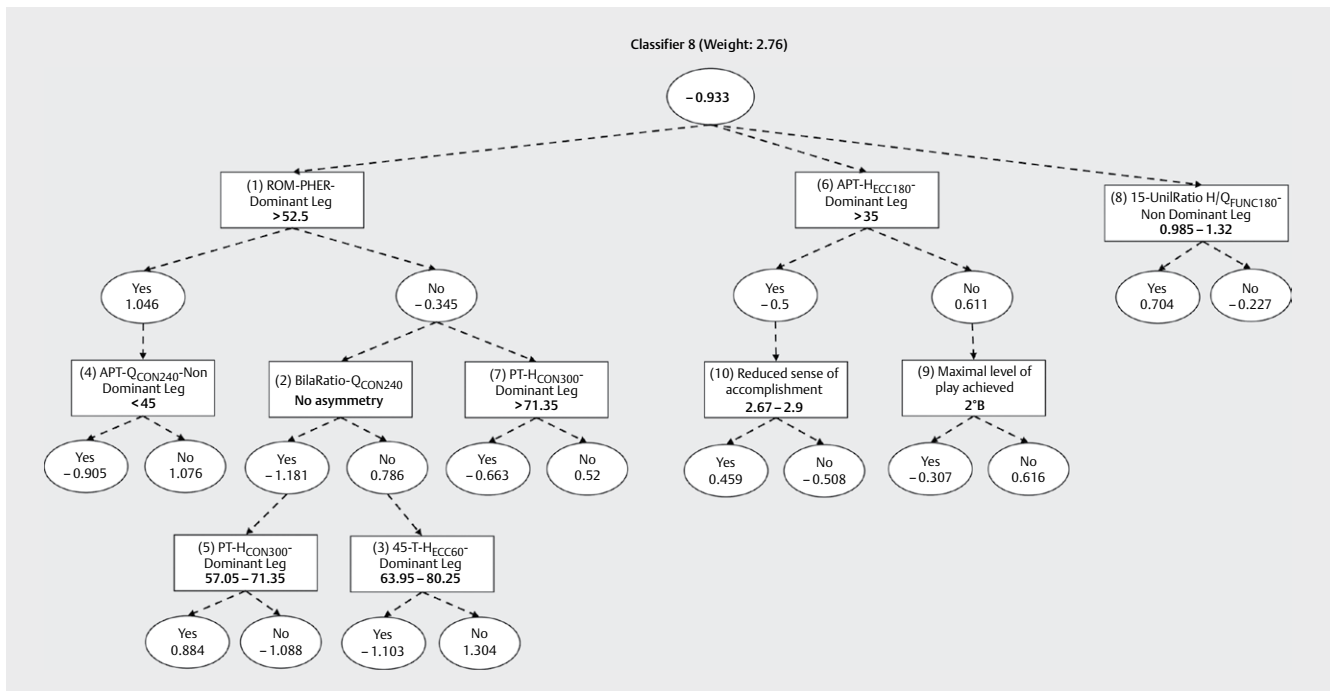 Classifier 8 (Weight: 2.76)
– 0.933
(1) ROM-PHER-
Dominant Leg
> 52.5
(6) APT-HECC180-
Dominant Leg
> 35
(8) 15-UnilRatio H/QFUNC180-
Non Dominant Leg
0.985 – 1.32
Yes
1.046
No
– 0.345
Yes
– 0.5
No
0.611
Yes
0.704
No
– 0.227
(4) APT-QCON240-Non
Dominant Leg
< 45
(2) BilaRatio-QCON240
No asymmetry
(7) PT-HCON300-
Dominant Leg
> 71.35
(10) Reduced sense of
accomplishment
2.67 – 2.9
(9) Maximal level of
play achieved
2°B
Yes
– 0.905
No
1.076
Yes
– 1.181
No
0.786
Yes
– 0.663
No
0.52
Yes
0.459
No
– 0.508
Yes
– 0.307
No
0.616
(5) PT-HCON300-
Dominant Leg
57.05 – 71.35
(3) 45-T-HECC60-
Dominant Leg
63.95 – 80.25
Yes
0.884
No
– 1.088
Yes
– 1.103
No
1.304